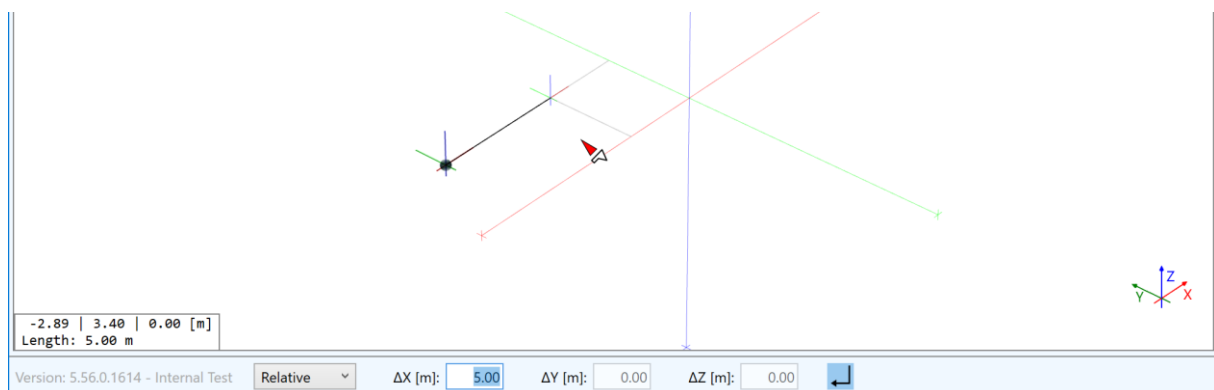 Z
Y X
-2.89 | 3.40 | 0.00 [m]
Length: 5.00 m
Version: 5.56.0.1614 - Internal Test Relative ΔX [m]: 5.00 ΔY [m]: 0.00 ΔZ [m]: 0.00